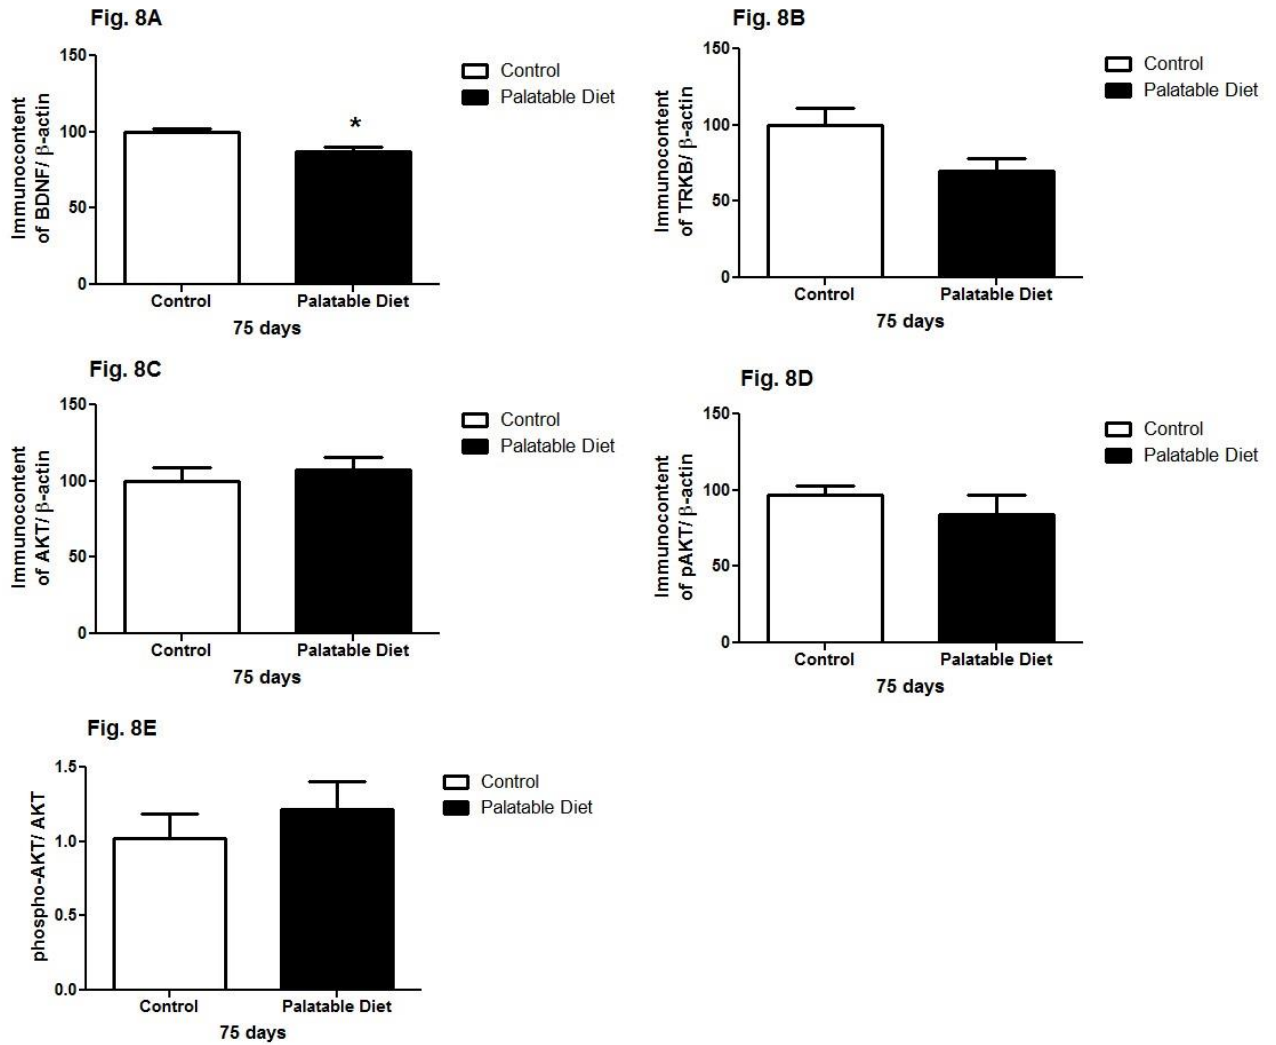 Fig. 8A
150
100
50
0
Immunocontent
of BDNF/ β-actin
*
Control
Palatable Diet
Control
Palatable Diet
75 days
Fig. 8B
150
100
50
0
Immunocontent
of TRKB/ β-actin
Control
Palatable Diet
Control
Palatable Diet
75 days
Fig. 8C
150
100
50
0
Immunocontent
of AKT/ β-actin
Control
Palatable Diet
Control
Palatable Diet
75 days
Fig. 8D
150
100
50
0
Immunocontent
of pAKT/ β-actin
Control
Palatable Diet
Control
Palatable Diet
75 days
Fig. 8E
1.5
1.0
0.5
0.0
phospho-AKT/ AKT
Control
Palatable Diet
Control
Palatable Diet
75 days